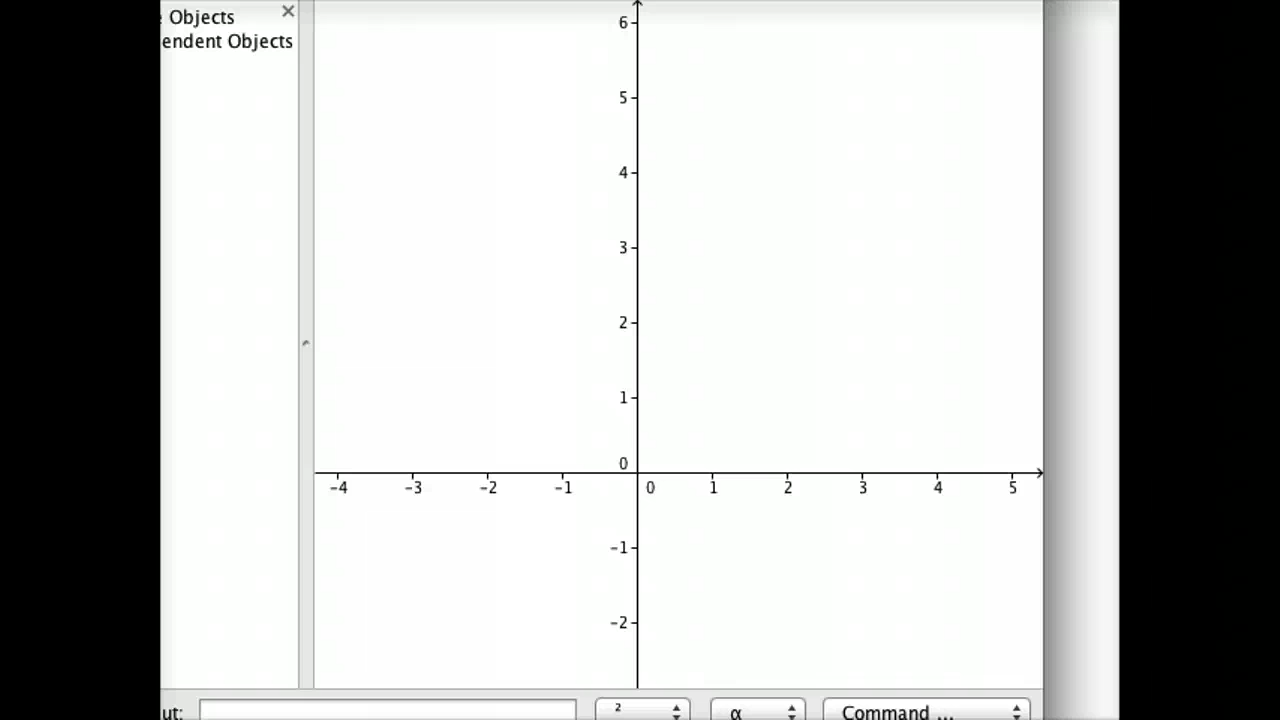 Objects
endent Objects
6
5
4
3
2
1
0
-4 -3 -2 -1 0 1 2 3 4 5
-1
-2
ut: ² α Command ...